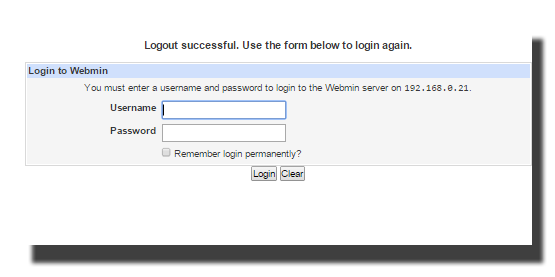 Logout successful. Use the form below to login again.
Login to Webmin
You must enter a username and password to login to the Webmin server on 192.168.0.21.
Username
Password
Remember login permanently?
Login Clear